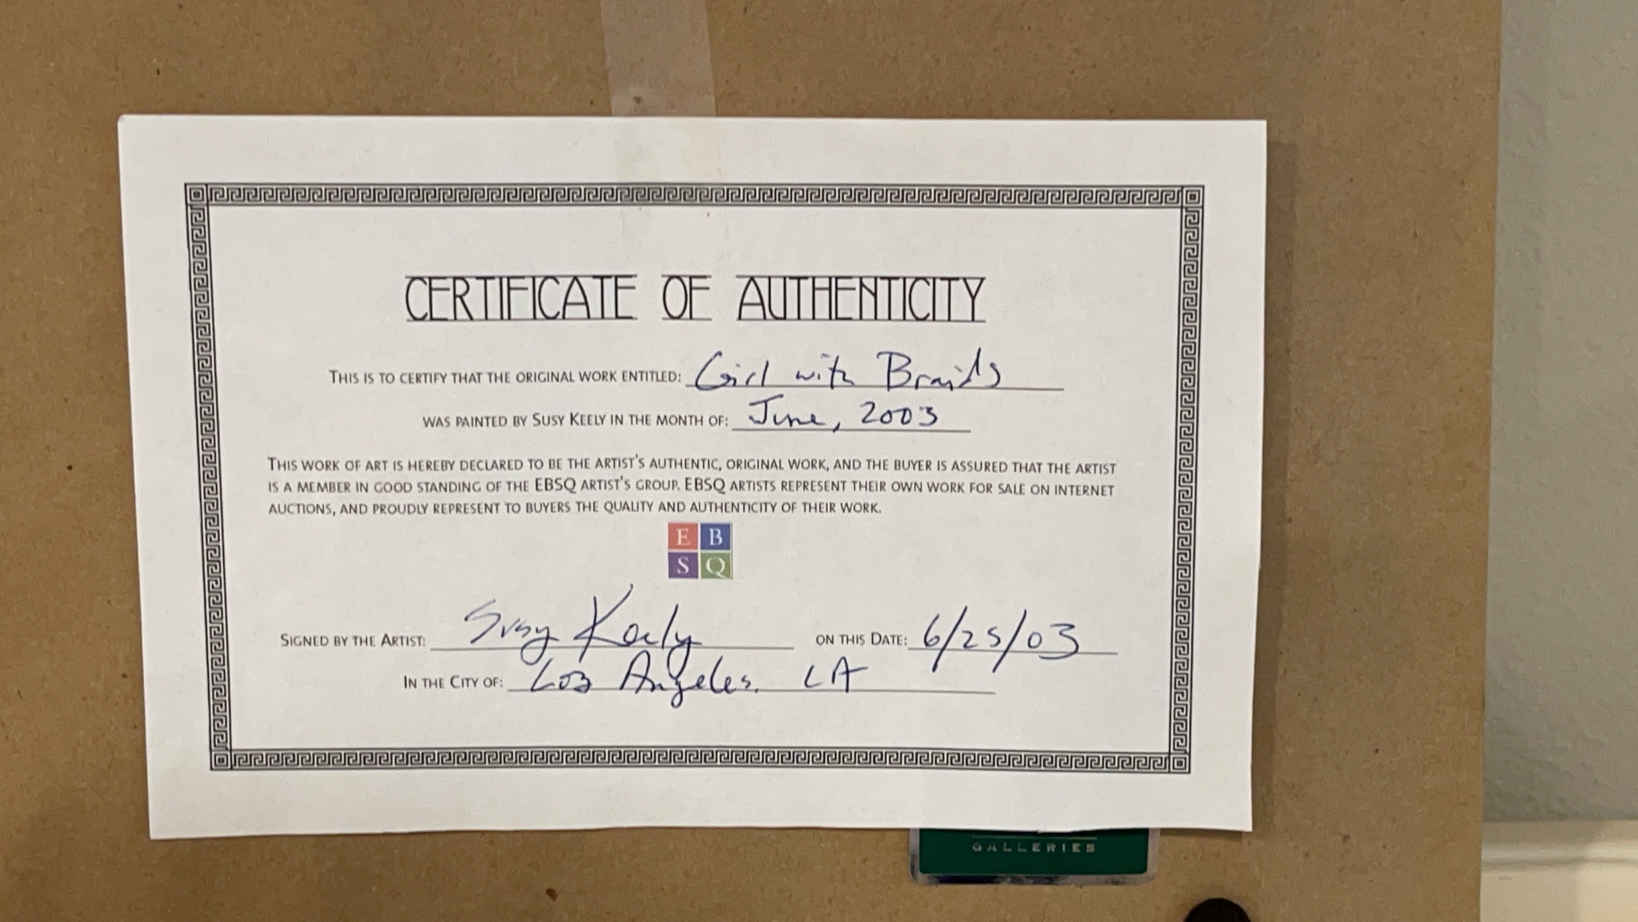 CERTIFICATE OF AUTHENTICITY
THIS IS TO CERTIFY THAT THE ORIGINAL WORK ENTITLED: Girl with Braids
WAS PAINTED BY SUSY KEELY IN THE MONTH OF: June, 2003
THIS WORK OF ART IS HEREBY DECLARED TO BE THE ARTIST'S AUTHENTIC, ORIGINAL WORK, AND THE BUYER IS ASSURED THAT THE ARTIST
IS A MEMBER IN GOOD STANDING OF THE EBSQ ARTIST'S GROUP. EBSQ ARTISTS REPRESENT THEIR OWN WORK FOR SALE ON INTERNET
AUCTIONS, AND PROUDLY REPRESENT TO BUYERS THE QUALITY AND AUTHENTICITY OF THEIR WORK.
E B
S Q
SIGNED BY THE ARTIST: Susy Keely ON THIS DATE: 6/25/03
IN THE CITY OF: Los Angeles, CA
GALLERIES